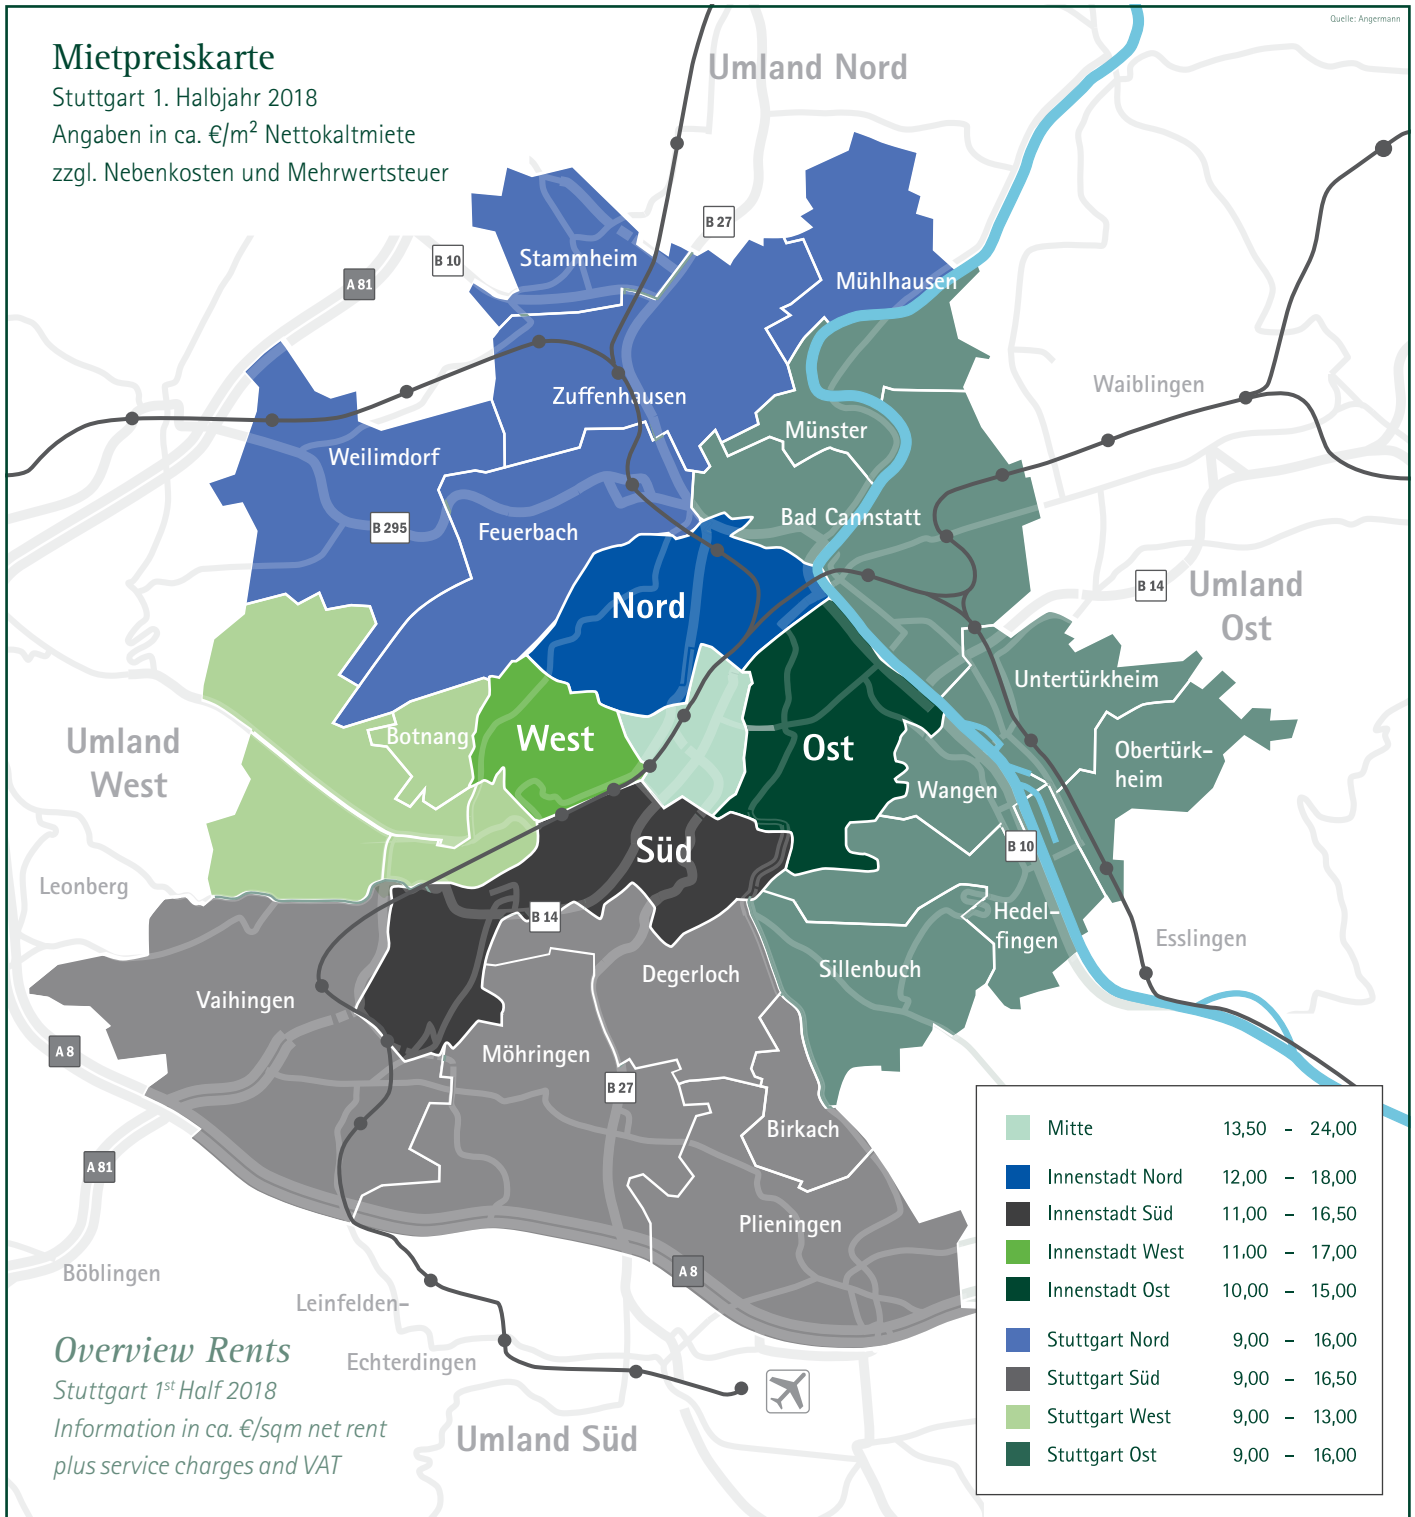 Quelle: Angermann
Mietpreiskarte
Stuttgart 1. Halbjahr 2018
Angaben in ca. €/m² Nettokaltmiete
zzgl. Nebenkosten und Mehrwertsteuer
Umland Nord
B 27
B 10
A 81
Stammheim
Mühlhausen
Waiblingen
Zuffenhausen
Münster
Weilimdorf
B 295
Feuerbach
Bad Cannstatt
Nord
B 14
Umland
Ost
Untertürkheim
Umland
West
Botnang
West
Ost
Obertürk-
heim
Wangen
Süd
B 10
Leonberg
B 14
Hedel-
fingen
Esslingen
Degerloch
Sillenbuch
Vaihingen
A 8
Möhringen
B 27
Birkach
A 81
Plieningen
Böblingen
A 8
Leinfelden-
Echterdingen
Umland Süd
Overview Rents
Stuttgart 1st Half 2018
Information in ca. €/sqm net rent
plus service charges and VAT
Mitte 13,50 – 24,00
Innenstadt Nord 12,00 – 18,00
Innenstadt Süd 11,00 – 16,50
Innenstadt West 11,00 – 17,00
Innenstadt Ost 10,00 – 15,00
Stuttgart Nord 9,00 – 16,00
Stuttgart Süd 9,00 – 16,50
Stuttgart West 9,00 – 13,00
Stuttgart Ost 9,00 – 16,00